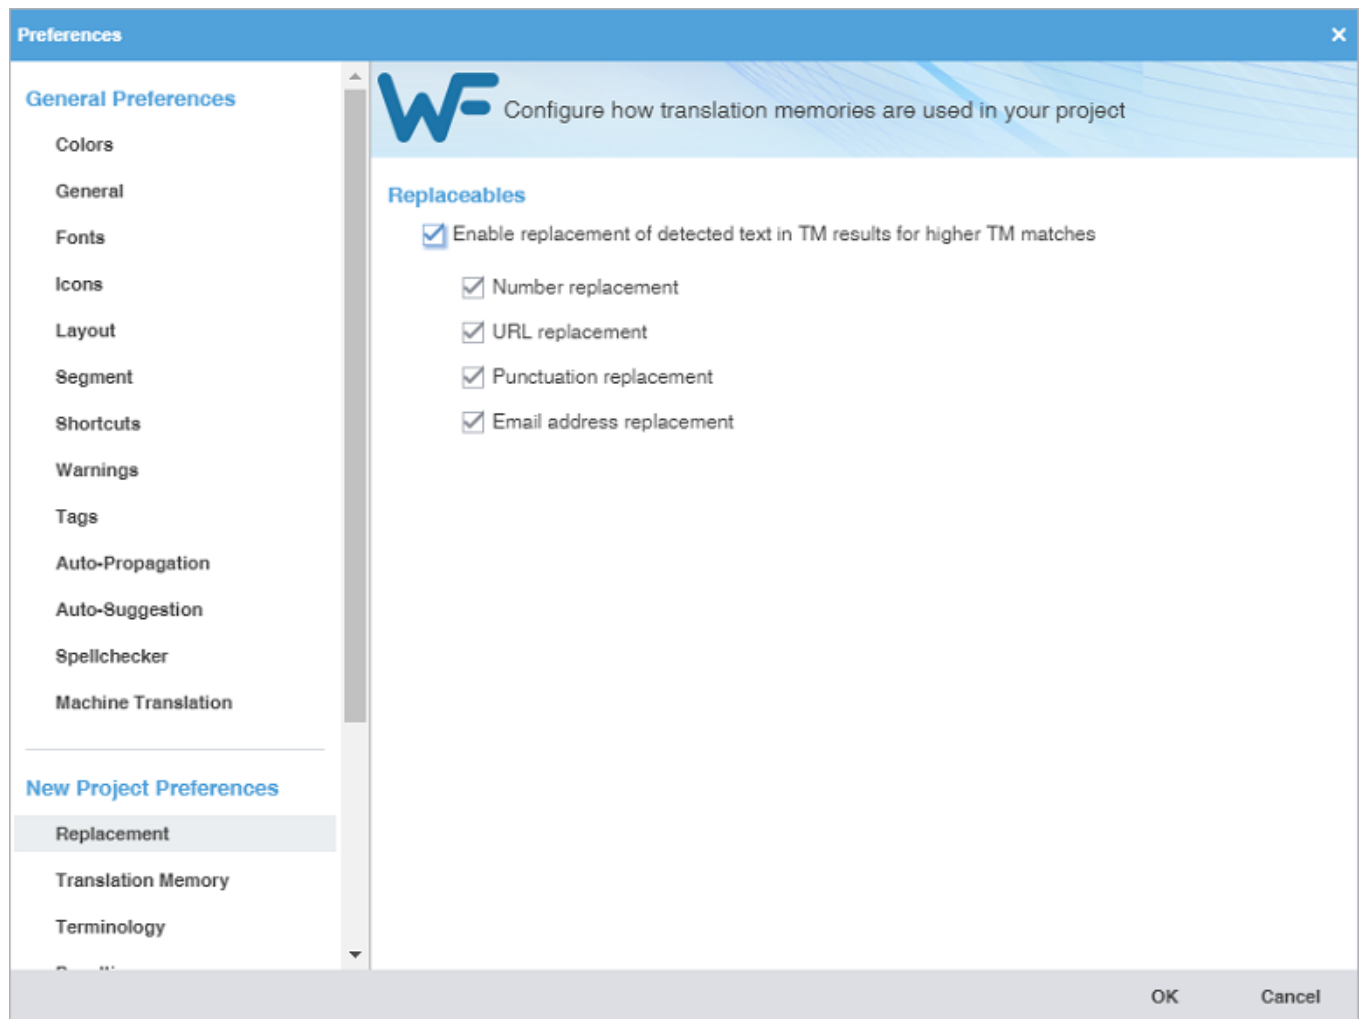 Preferences
General Preferences
Colors
General
Fonts
Icons
Layout
Segment
Shortcuts
Warnings
Tags
Auto-Propagation
Auto-Suggestion
Spellchecker
Machine Translation
New Project Preferences
Replacement
Translation Memory
Terminology
WF
Configure how translation memories are used in your project
Replaceables
Enable replacement of detected text in TM results for higher TM matches
Number replacement
URL replacement
Punctuation replacement
Email address replacement
OK
Cancel